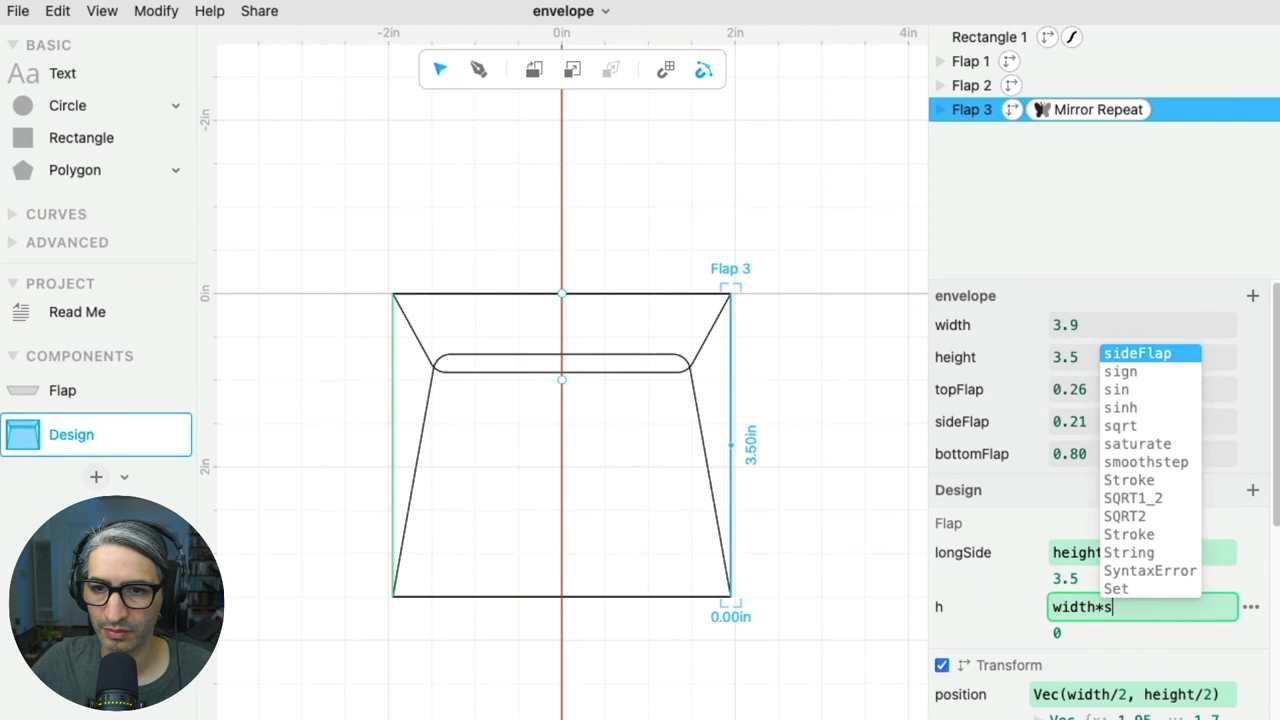 File Edit View Modify Help Share
envelope
BASIC
Aa Text
Circle
Rectangle
Polygon
CURVES
ADVANCED
PROJECT
Read Me
COMPONENTS
Flap
Design
+
-2in 0in 2in 4in
-2in
0in
2in
Flap 3
3.50in
0.00in
Rectangle 1
Flap 1
Flap 2
Flap 3 Mirror Repeat
envelope +
width 3.9
height 3.5
topFlap 0.26
sideFlap 0.21
bottomFlap 0.80
Design +
Flap
longSide height
3.5
h width*s
0
sideFlap
sign
sin
sinh
sqrt
saturate
smoothstep
Stroke
SQRT1_2
SQRT2
Stroke
String
SyntaxError
Set
Transform
position Vec(width/2, height/2)